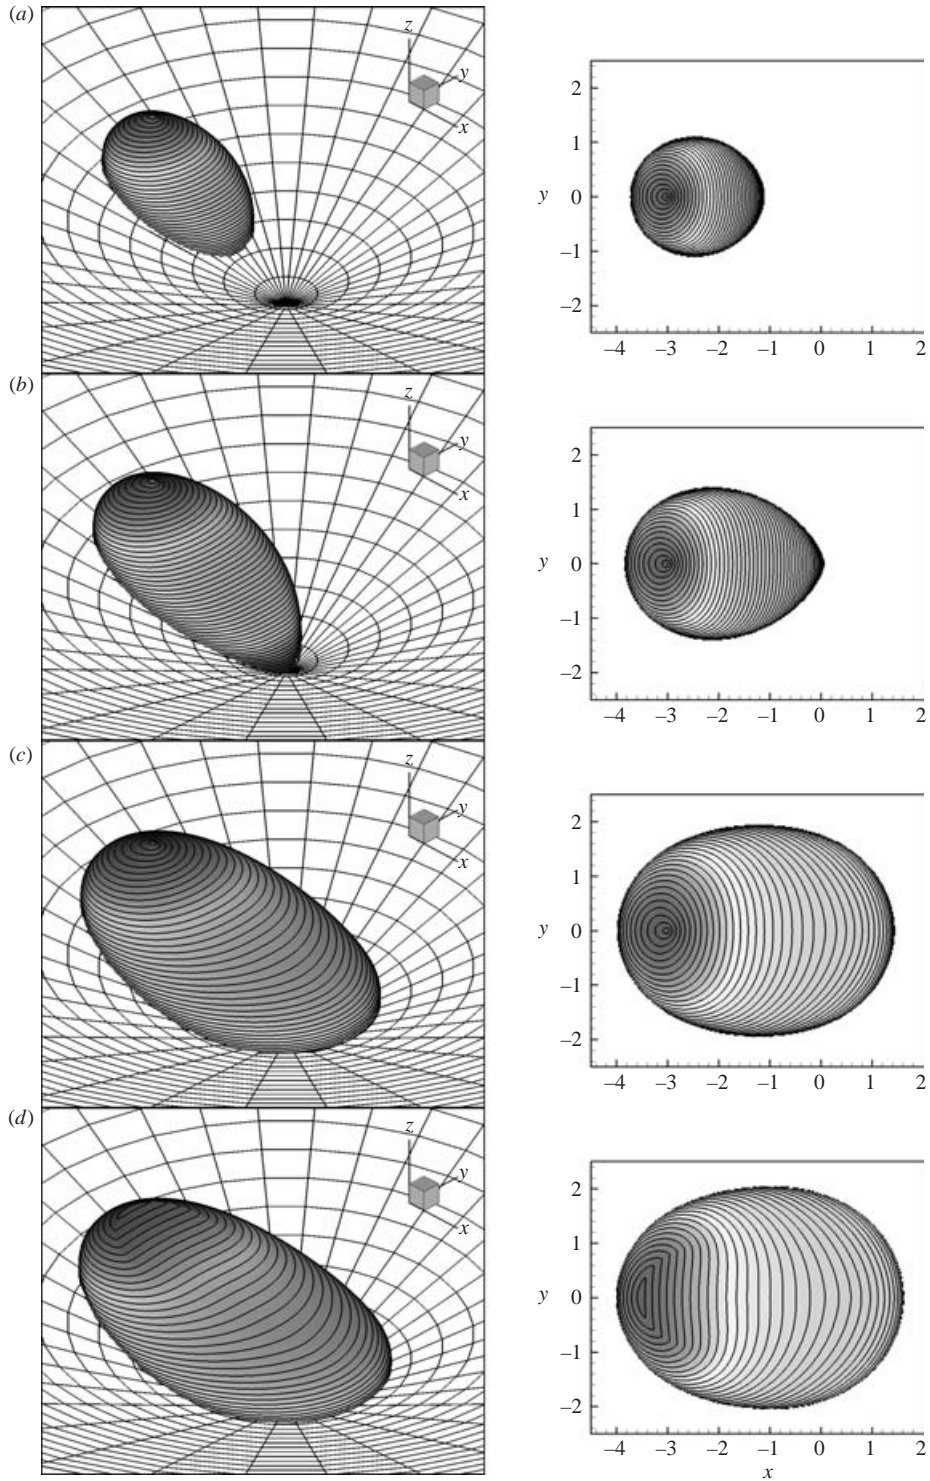 (a)
z
y
x
2
1
y 0
–1
–2
–4 –3 –2 –1 0 1 2
(b)
z
y
x
2
1
y 0
–1
–2
–4 –3 –2 –1 0 1 2
(c)
z
y
x
2
1
y 0
–1
–2
–4 –3 –2 –1 0 1 2
(d)
z
y
x
2
1
y 0
–1
–2
–4 –3 –2 –1 0 1 2
x